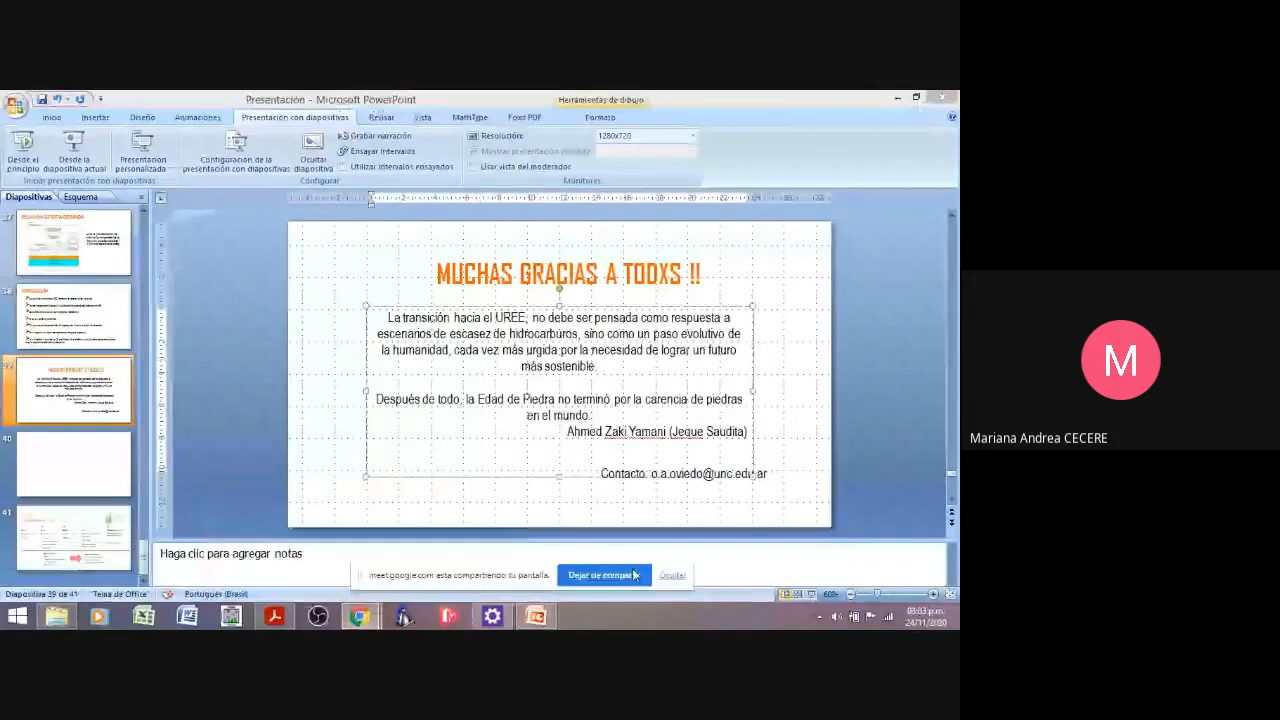 Presentación - Microsoft PowerPoint
Herramientas de dibujo
Inicio Insertar Diseño Animaciones Presentación con diapositivas Revisar Vista MathType Foxit PDF Formato
Desde el principio
Desde la diapositiva actual
Presentación personalizada
Configuración de la presentación con diapositivas
Ocultar diapositiva
Grabar narración
Ensayar intervalos
Utilizar intervalos ensayados
Resolución: 1280x720
Mostrar presentación
Usar vista del moderador
Iniciar presentación con diapositivas
Configurar
Monitores
Diapositivas Esquema
MUCHAS GRACIAS A TODXS !!
La transición hacia el UREE, no debe ser pensada como respuesta a
escenarios de escasez de hidrocarburos, sino como un paso evolutivo de
la humanidad, cada vez más urgida por la necesidad de lograr un futuro
más sostenible.
Después de todo, la Edad de Piedra no terminó por la carencia de piedras
en el mundo.
Ahmed Zaki Yamani (Jeque Saudita)
Contacto: o.a.oviedo@unc.edu.ar
40
41
Haga clic para agregar notas
meet.google.com está compartiendo tu pantalla.
Dejar de compartir
Ocultar
Diapositiva 39 de 41
Tema de Office
Portugués (Brasil)
08:03 p.m.
24/11/2020
M
Mariana Andrea CECERE